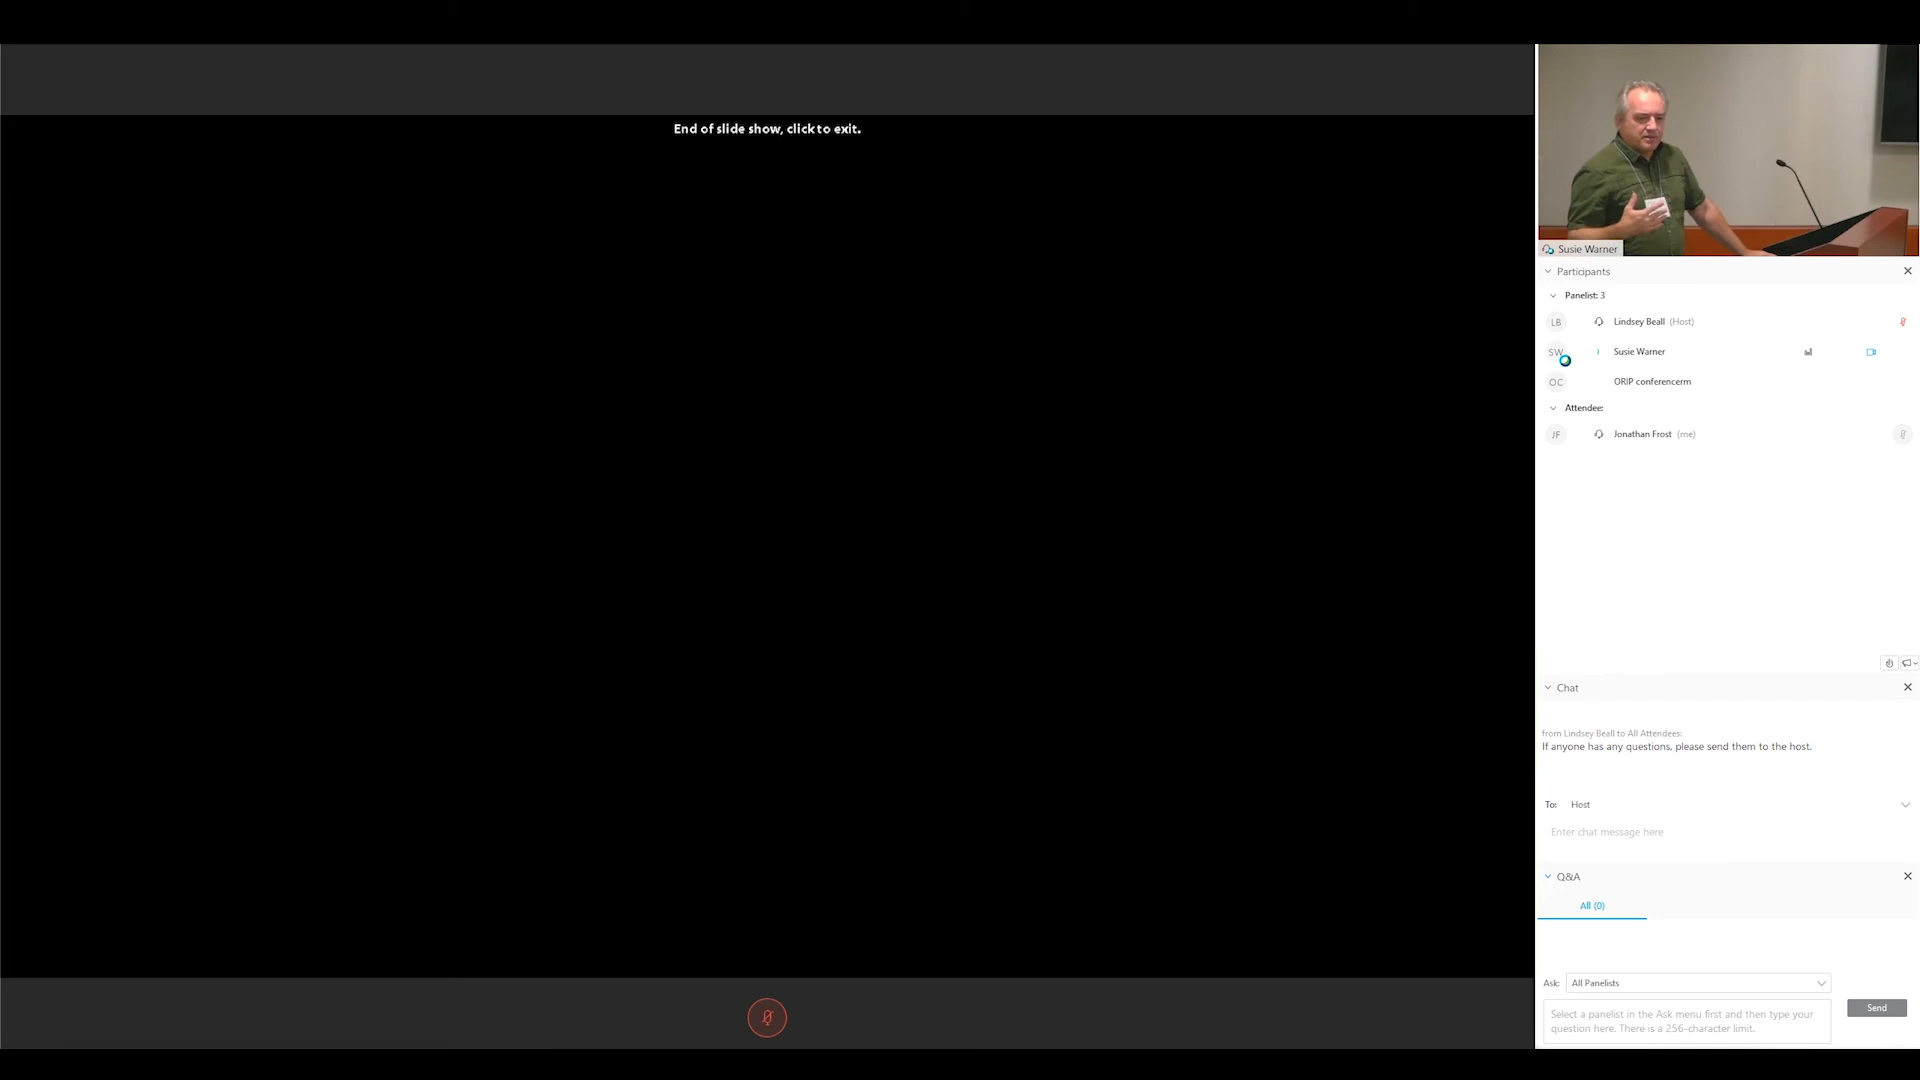 End of slide show, click to exit.
Susie Warner
Participants
Panelist: 3
LB Lindsey Beall (Host)
SW Susie Warner
OC ORIP conferencerm
Attendee:
JF Jonathan Frost (me)
Chat
from Lindsey Beall to All Attendees:
If anyone has any questions, please send them to the host.
To: Host
Enter chat message here
Q&A
All (0)
Ask: All Panelists
Select a panelist in the Ask menu first and then type your
question here. There is a 256-character limit.
Send